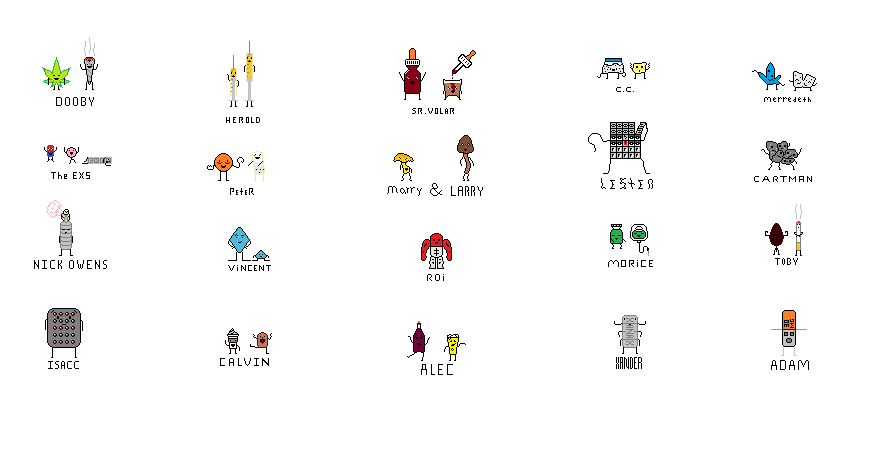 DOOBY
HEROLD
SR.VOLAR
C.C.
merredeth
The EXS
PeteR
Marry & LARRY
LESTER
CARTMAN
NICK OWENS
ViNCENT
ROi
MORiCE
TOBY
ISACC
CALVIN
ALEC
XANDER
ADAM